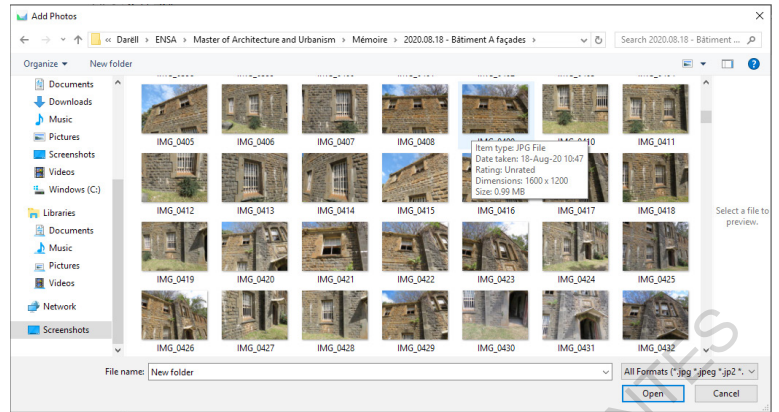 Add Photos
« Darëll > ENSA > Master of Architecture and Urbanism > Mémoire > 2020.08.18 - Bâtiment A façades >
Search 2020.08.18 - Bâtiment ...
Organize
New folder
Documents
Downloads
Music
Pictures
Screenshots
Videos
Windows (C:)
Libraries
Documents
Music
Pictures
Videos
Network
Screenshots
IMG_0405 IMG_0406 IMG_0407 IMG_0408 IMG_0409 IMG_0410 IMG_0411
Item type: JPG File
Date taken: 18-Aug-20 10:47
Rating: Unrated
Dimensions: 1600 x 1200
Size: 0.99 MB
IMG_0412 IMG_0413 IMG_0414 IMG_0415 IMG_0416 IMG_0417 IMG_0418
IMG_0419 IMG_0420 IMG_0421 IMG_0422 IMG_0423 IMG_0424 IMG_0425
IMG_0426 IMG_0427 IMG_0428 IMG_0429 IMG_0430 IMG_0431 IMG_0432
Select a file to
preview.
File name: New folder
All Formats (*.jpg *.jpeg *.jp2 *.
Open
Cancel